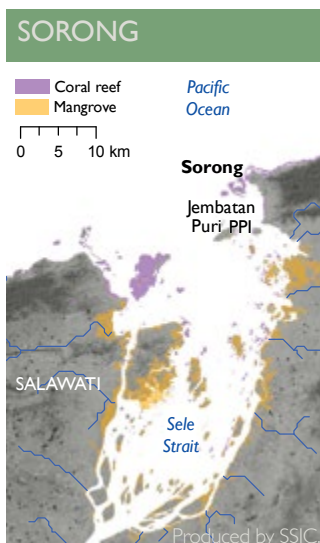 SORONG
Coral reef
Mangrove
0 5 10 km
Pacific
Ocean
Sorong
Jembatan
Puri PPI
SALAWATI
Sele
Strait
Produced by SSIC